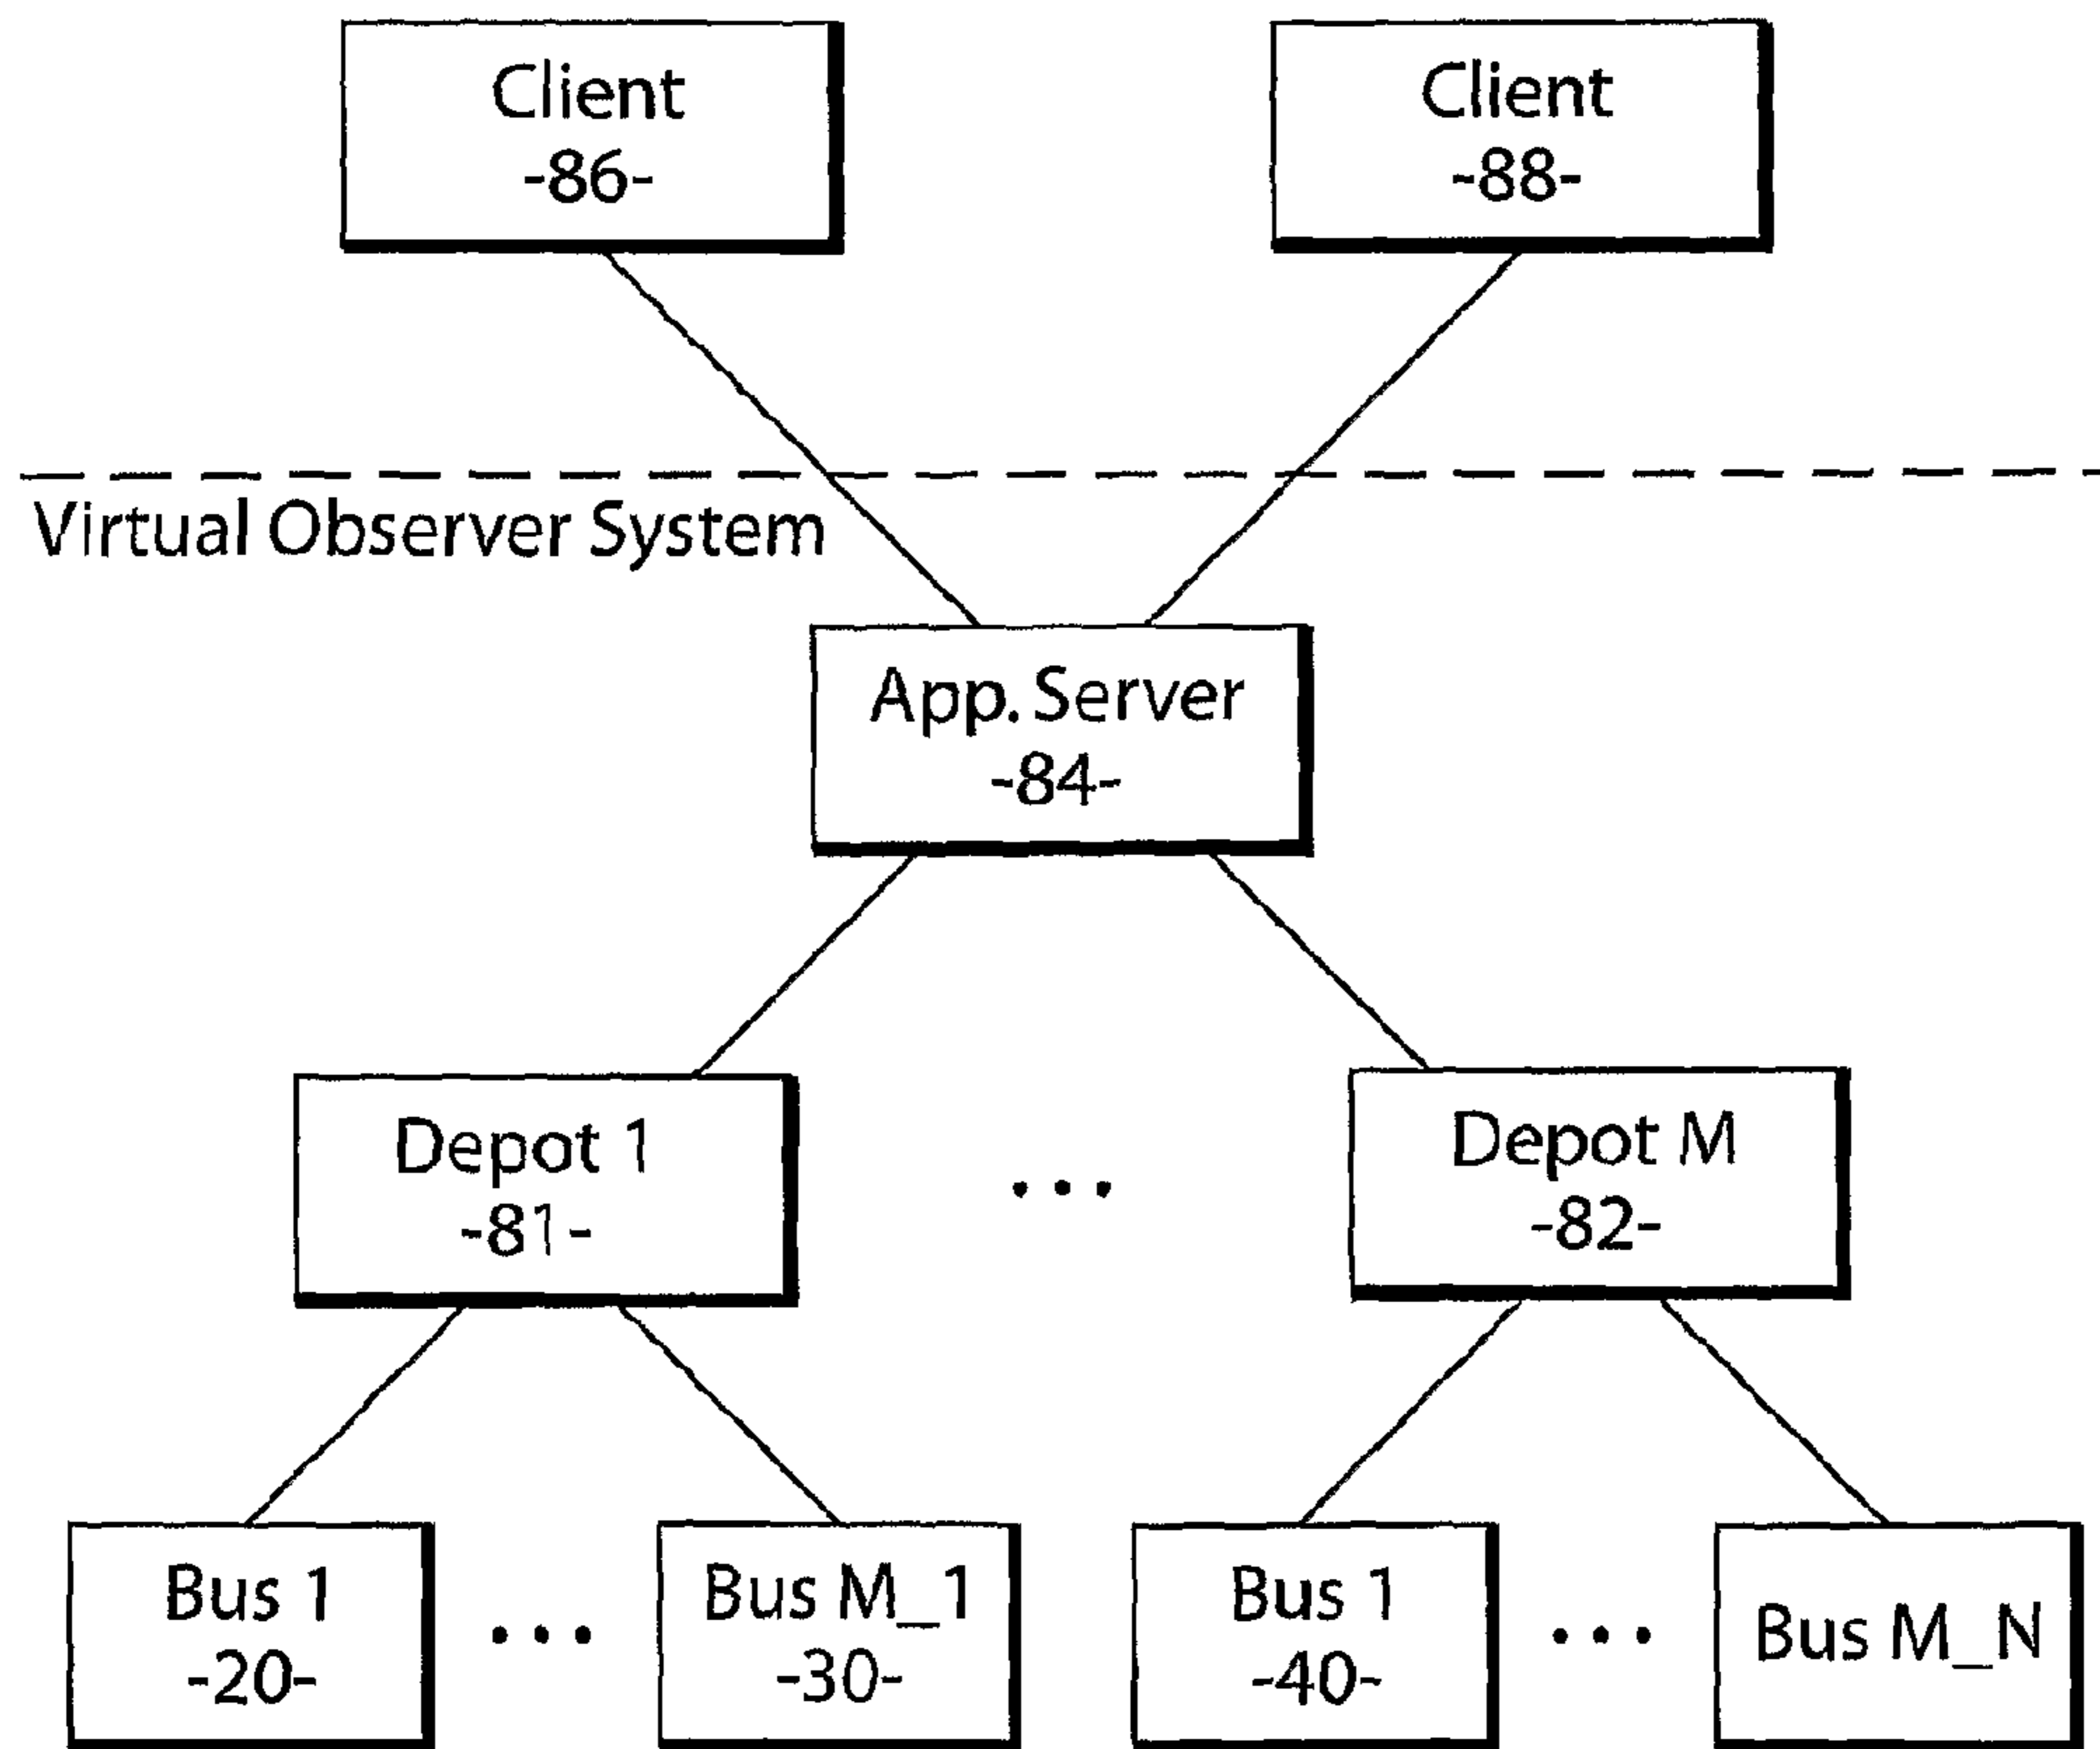 Client
-86-
Client
-88-
Virtual Observer System
App. Server
-84-
Depot 1
-81-
...
Depot M
-82-
Bus 1
-20-
...
Bus M_1
-30-
Bus 1
-40-
...
Bus M_N